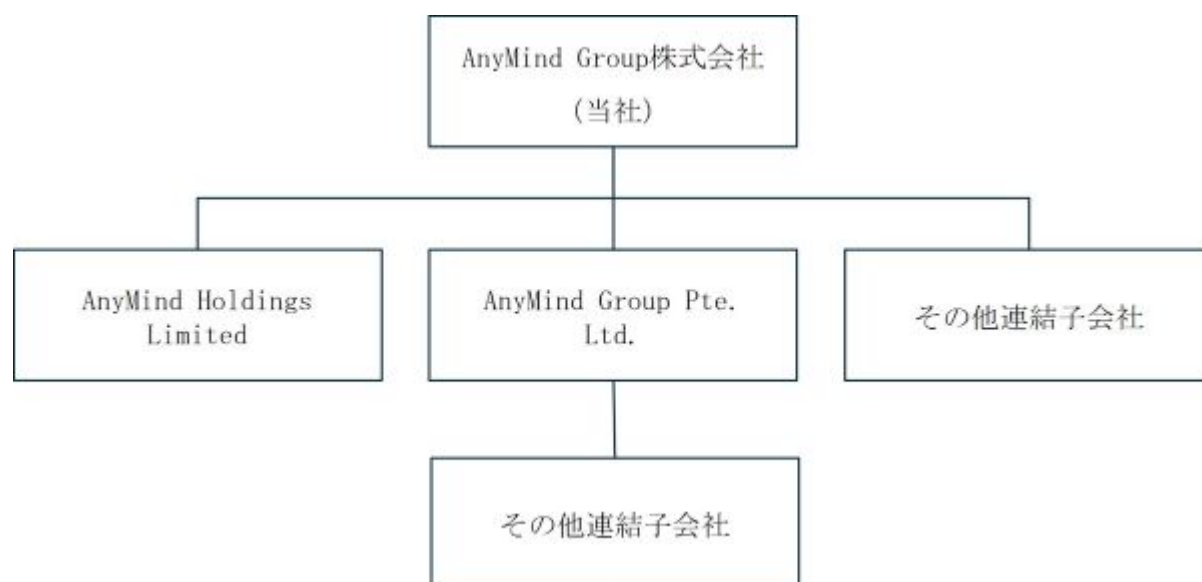 AnyMind Group株式会社
(当社)
AnyMind Holdings
Limited
AnyMind Group Pte.
Ltd.
その他連結子会社
その他連結子会社